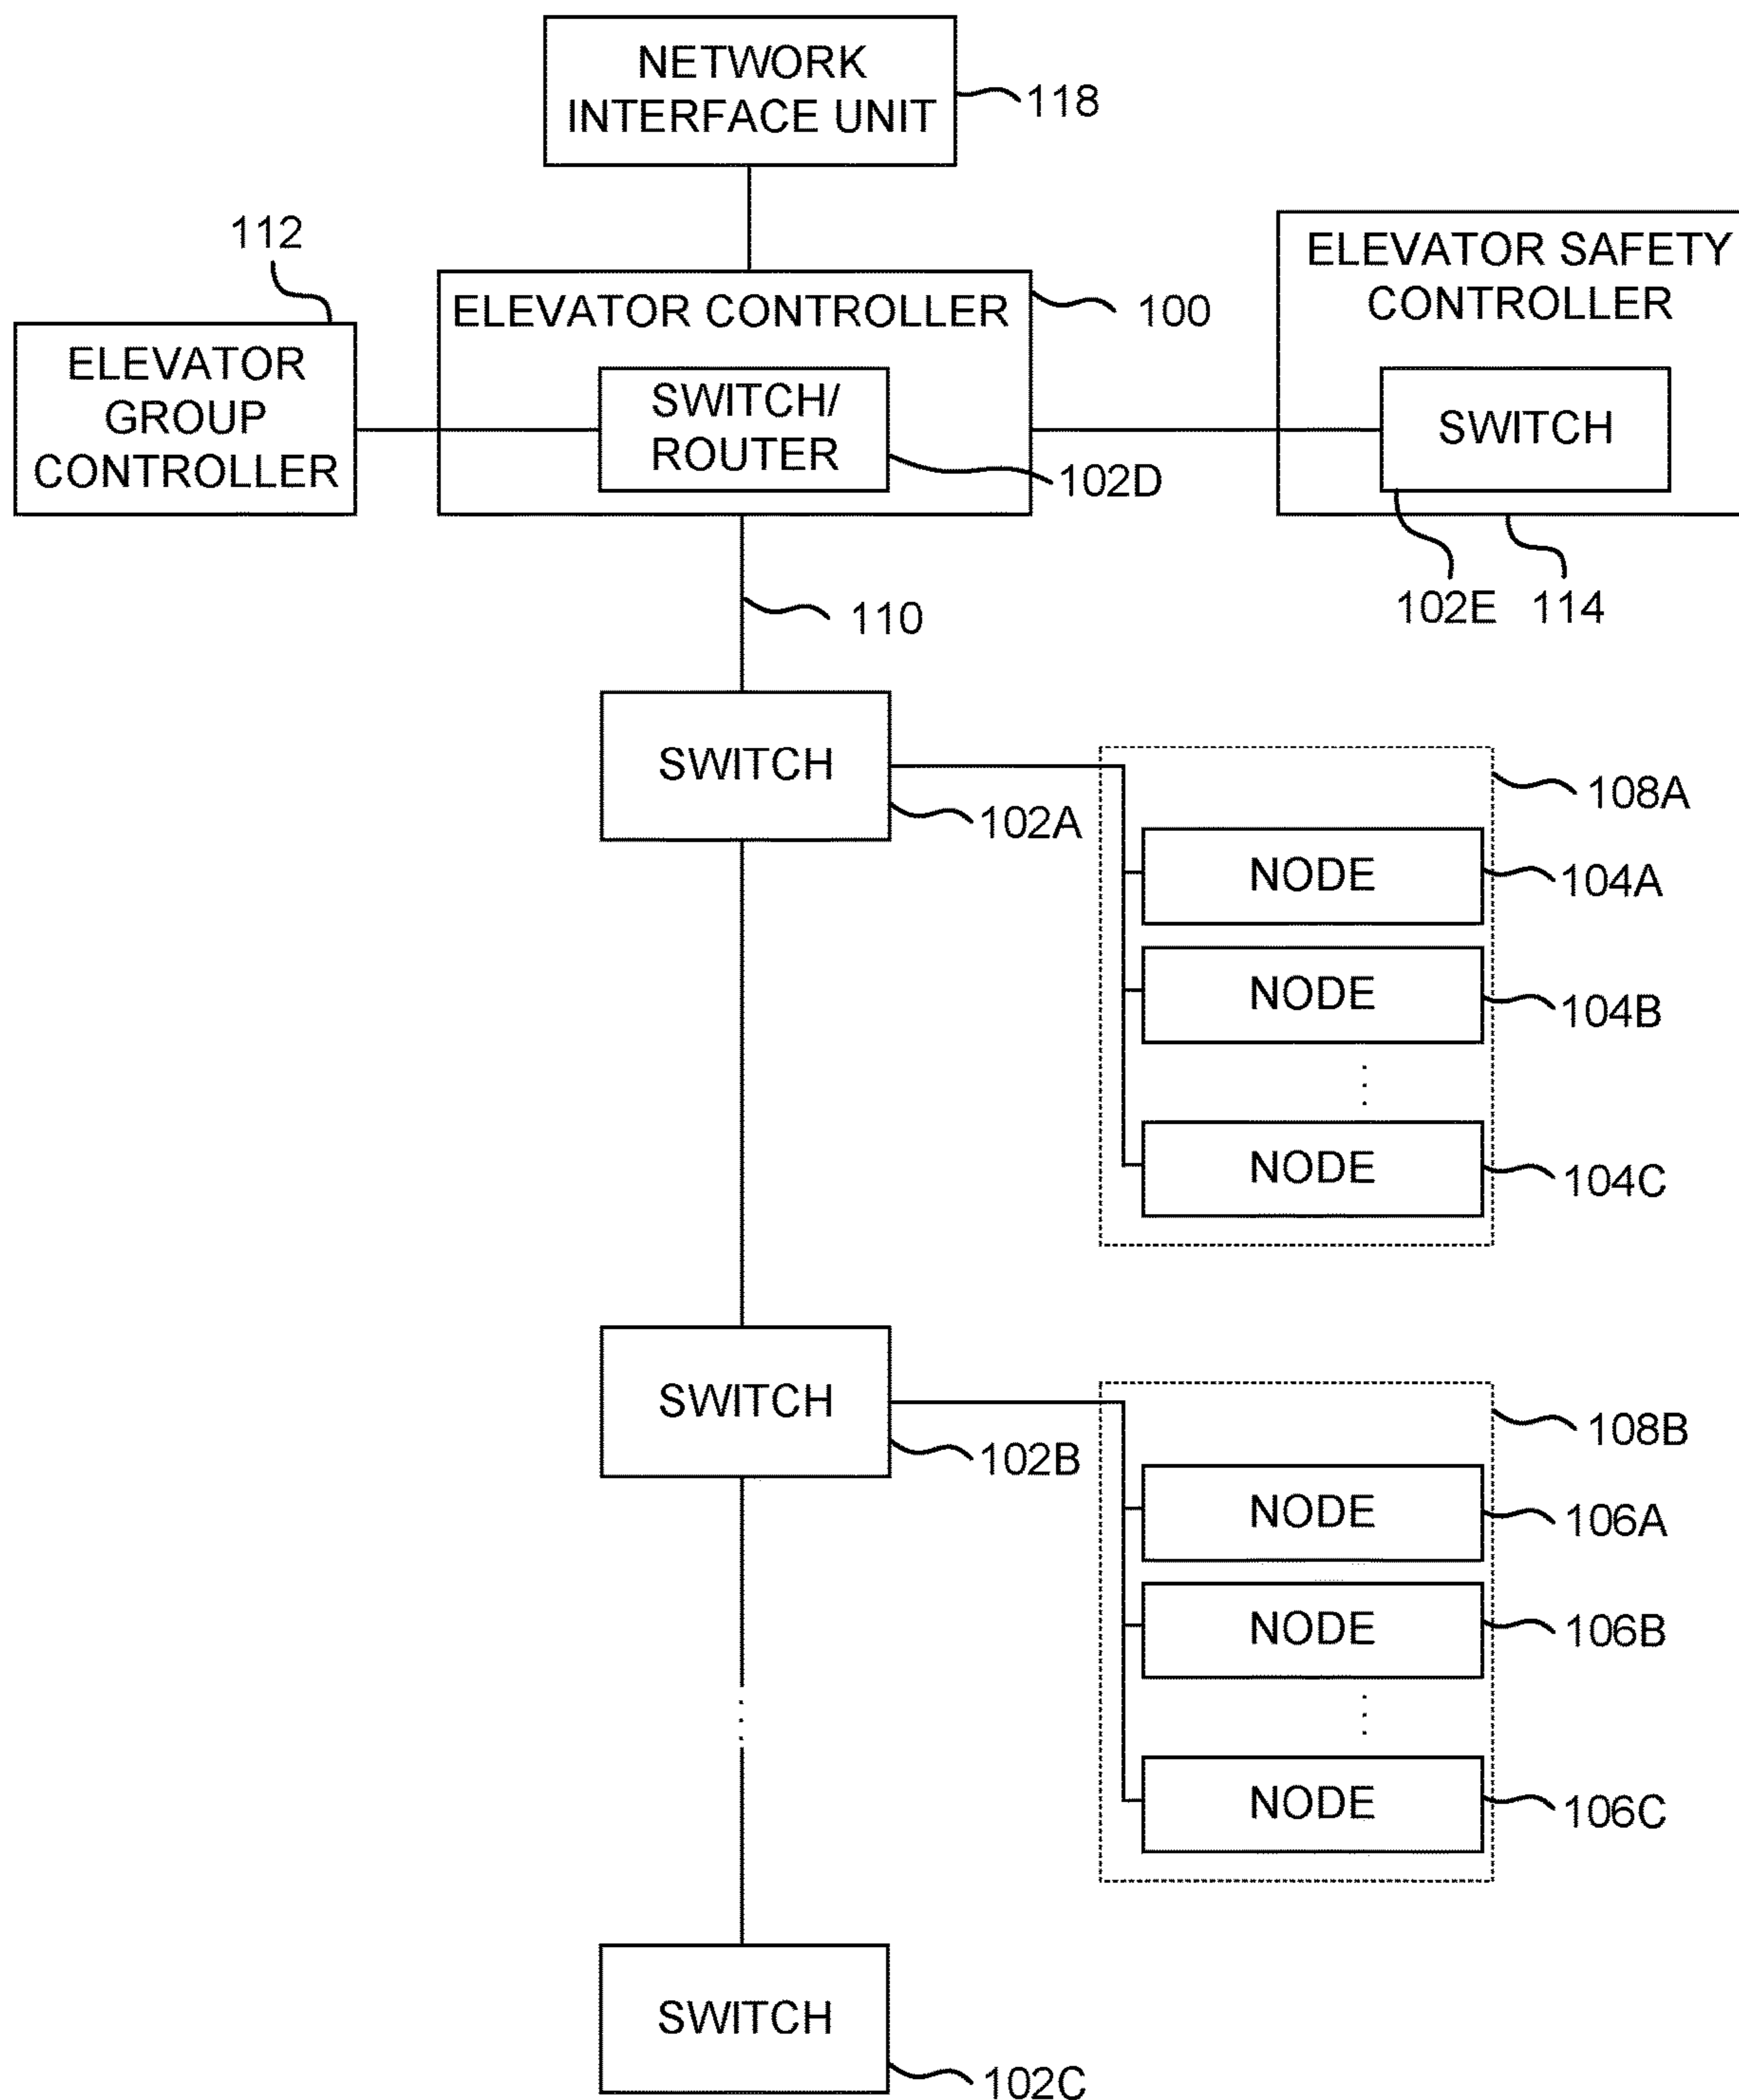 NETWORK
INTERFACE UNIT
118
112
ELEVATOR SAFETY
CONTROLLER
ELEVATOR CONTROLLER
100
ELEVATOR
GROUP
CONTROLLER
SWITCH/
ROUTER
102D
SWITCH
102E
114
110
SWITCH
102A
108A
NODE
104A
NODE
104B
NODE
104C
SWITCH
102B
108B
NODE
106A
NODE
106B
NODE
106C
SWITCH
102C